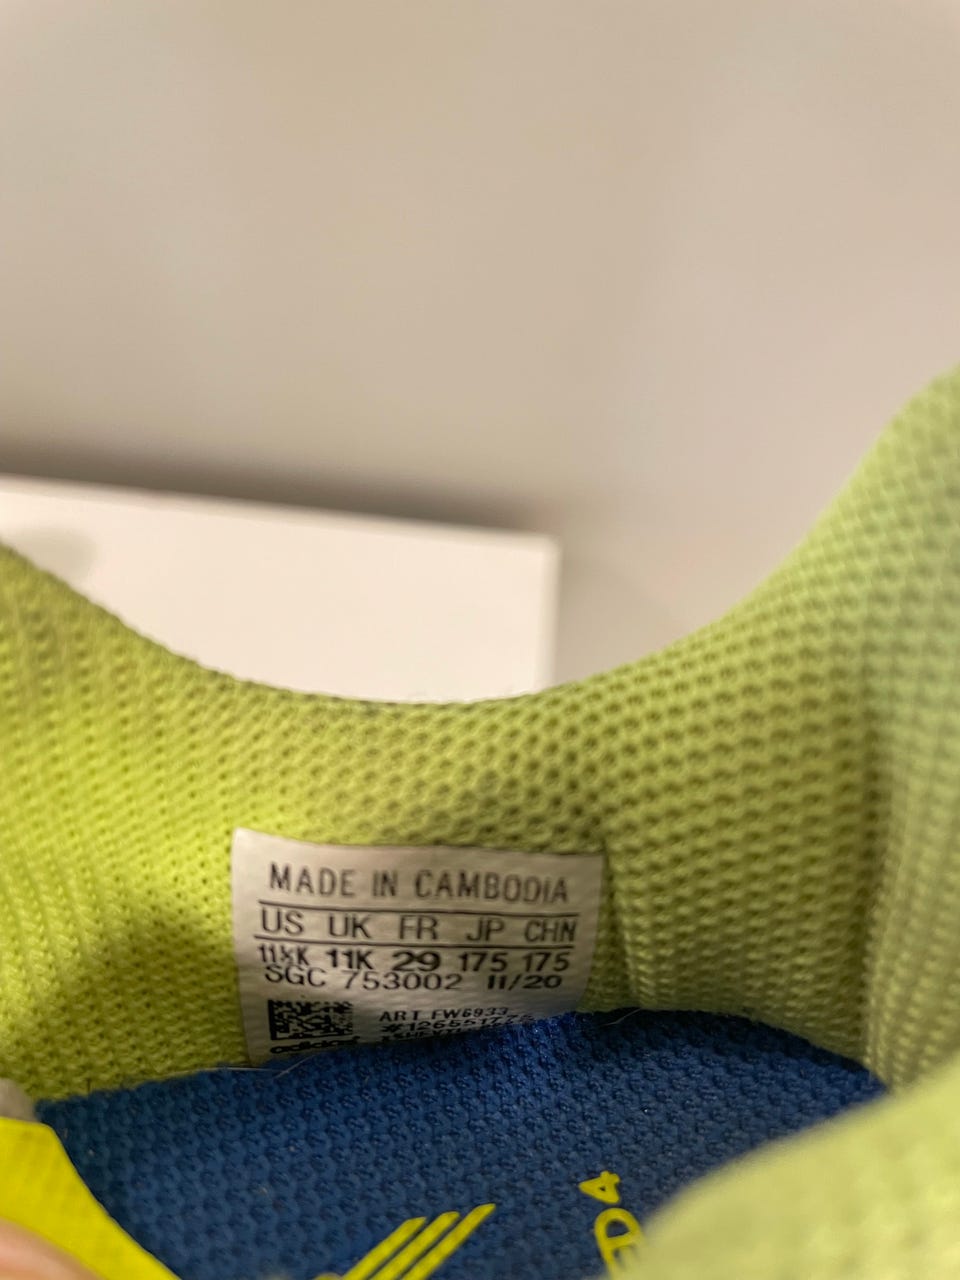 MADE IN CAMBODIA
US UK FR JP CHN
11½K 11K 29 175 175
SGC 753002 11/20
ART FW6933
adidas